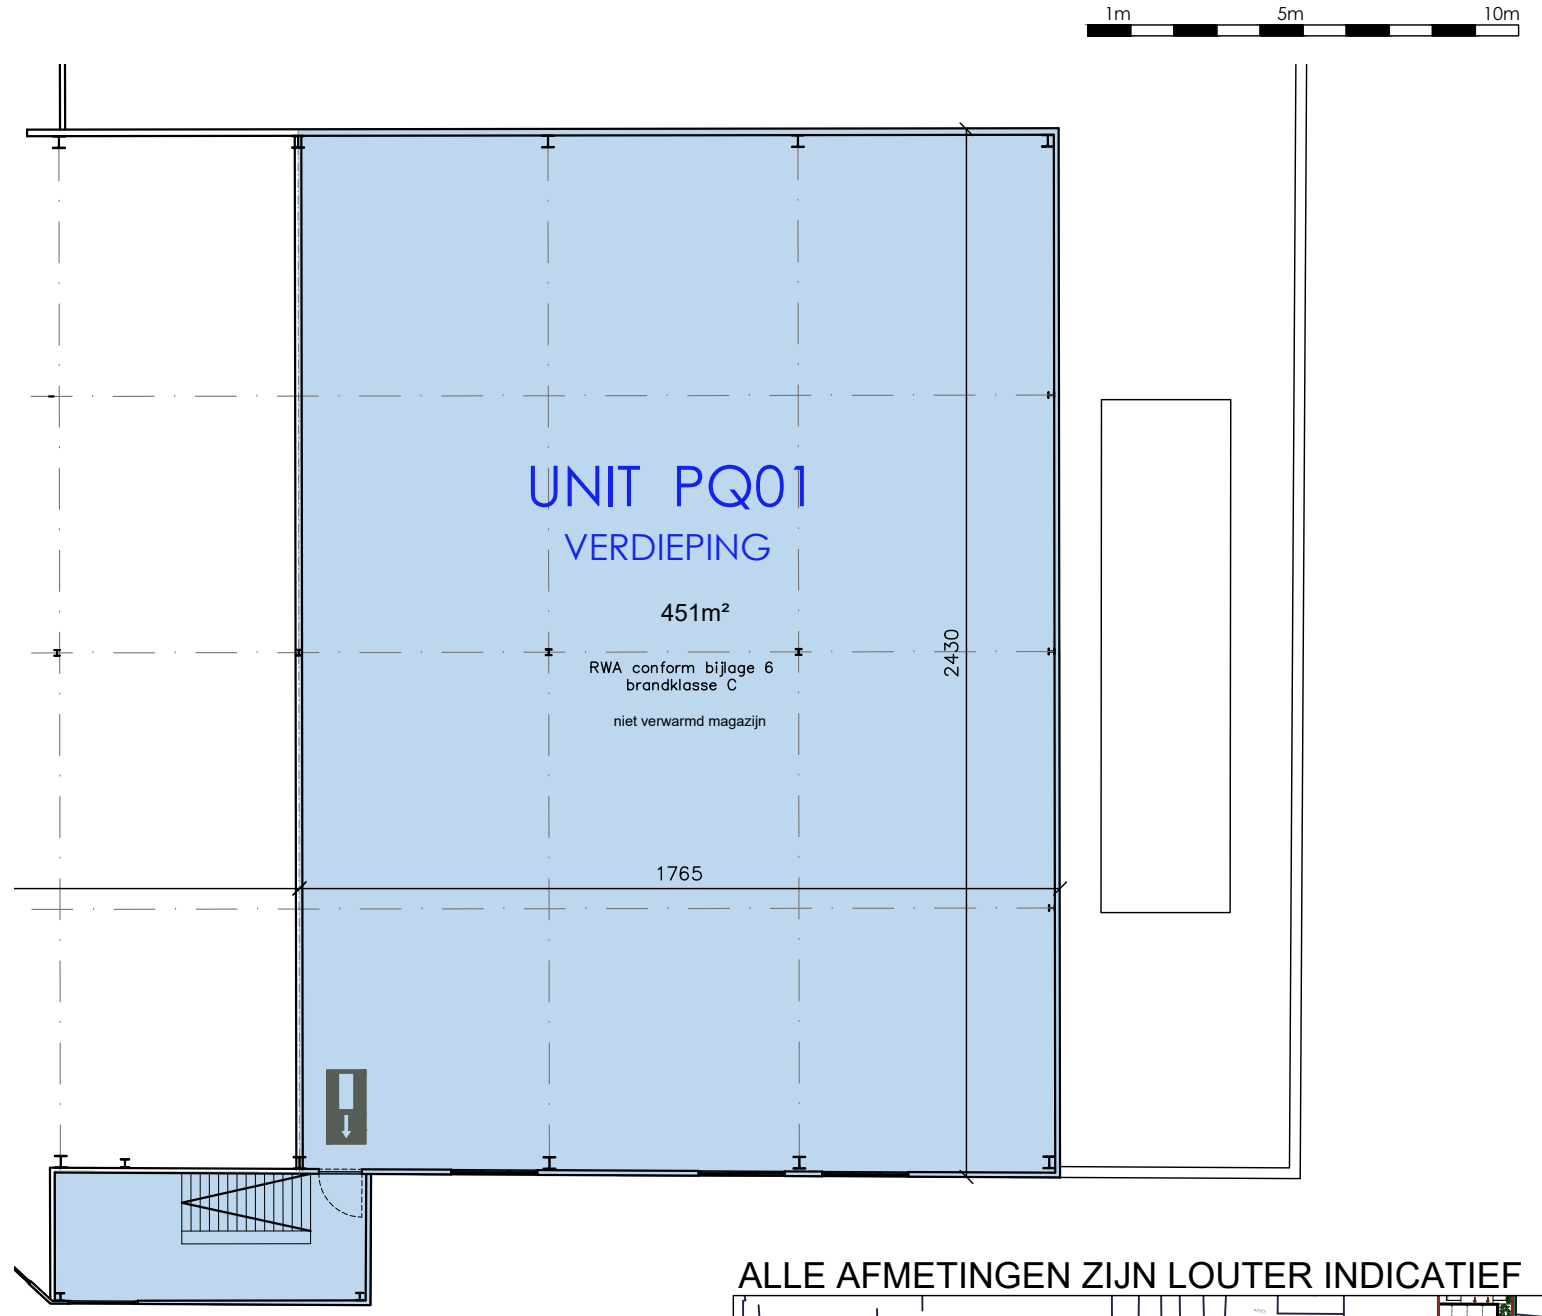 1m 5m 10m
UNIT PQ01
VERDIEPING
451m²
2430
RWA conform bijlage 6
brandklasse C
niet verwarmd magazijn
1765
ALLE AFMETINGEN ZIJN LOUTER INDICATIEF